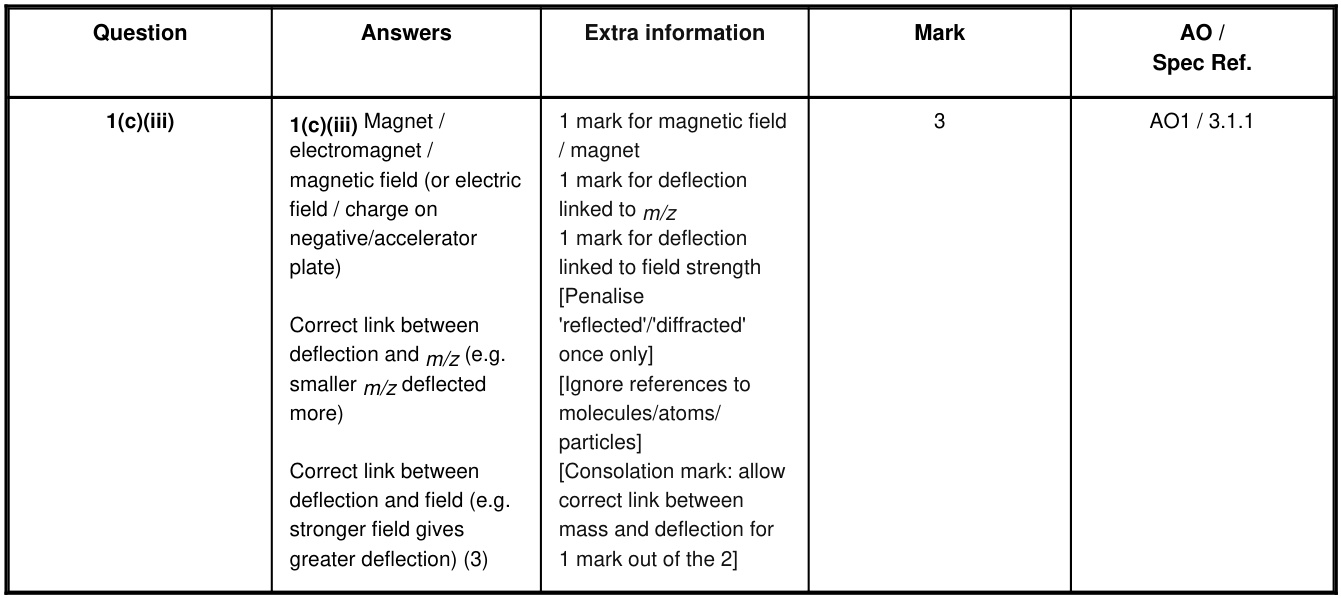 Question
Answers
Extra information
Mark
AO /
Spec Ref.
1(c)(iii)
1(c)(iii) Magnet /
electromagnet /
magnetic field (or electric
field / charge on
negative/accelerator
plate)
Correct link between
deflection and m/z (e.g.
smaller m/z deflected
more)
Correct link between
deflection and field (e.g.
stronger field gives
greater deflection) (3)
1 mark for magnetic field
/ magnet
1 mark for deflection
linked to m/z
1 mark for deflection
linked to field strength
[Penalise
'reflected'/'diffracted'
once only]
[Ignore references to
molecules/atoms/
particles]
[Consolation mark: allow
correct link between
mass and deflection for
1 mark out of the 2]
3
AO1 / 3.1.1